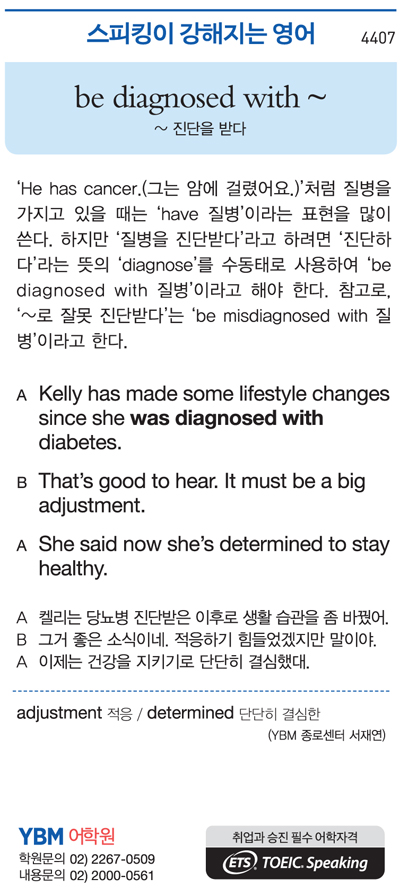 스피킹이 강해지는 영어
4407
be diagnosed with ~
~ 진단을 받다
‘He has cancer.(그는 암에 걸렸어요.)’처럼 질병을
가지고 있을 때는 ‘have 질병’이라는 표현을 많이
쓴다. 하지만 ‘질병을 진단받다’라고 하려면 ‘진단하
다’라는 뜻의 ‘diagnose’를 수동태로 사용하여 ‘be
diagnosed with 질병’이라고 해야 한다. 참고로,
‘~로 잘못 진단받다’는 ‘be misdiagnosed with 질
병’이라고 한다.
A Kelly has made some lifestyle changes
since she was diagnosed with
diabetes.
B That’s good to hear. It must be a big
adjustment.
A She said now she’s determined to stay
healthy.
A 켈리는 당뇨병 진단받은 이후로 생활 습관을 좀 바꿨어.
B 그거 좋은 소식이네. 적응하기 힘들었겠지만 말이야.
A 이제는 건강을 지키기로 단단히 결심했대.
adjustment 적응 / determined 단단히 결심한
(YBM 종로센터 서재연)
YBM 어학원
학원문의 02) 2267-0509
내용문의 02) 2000-0561
취업과 승진 필수 어학자격
ETS TOEIC Speaking